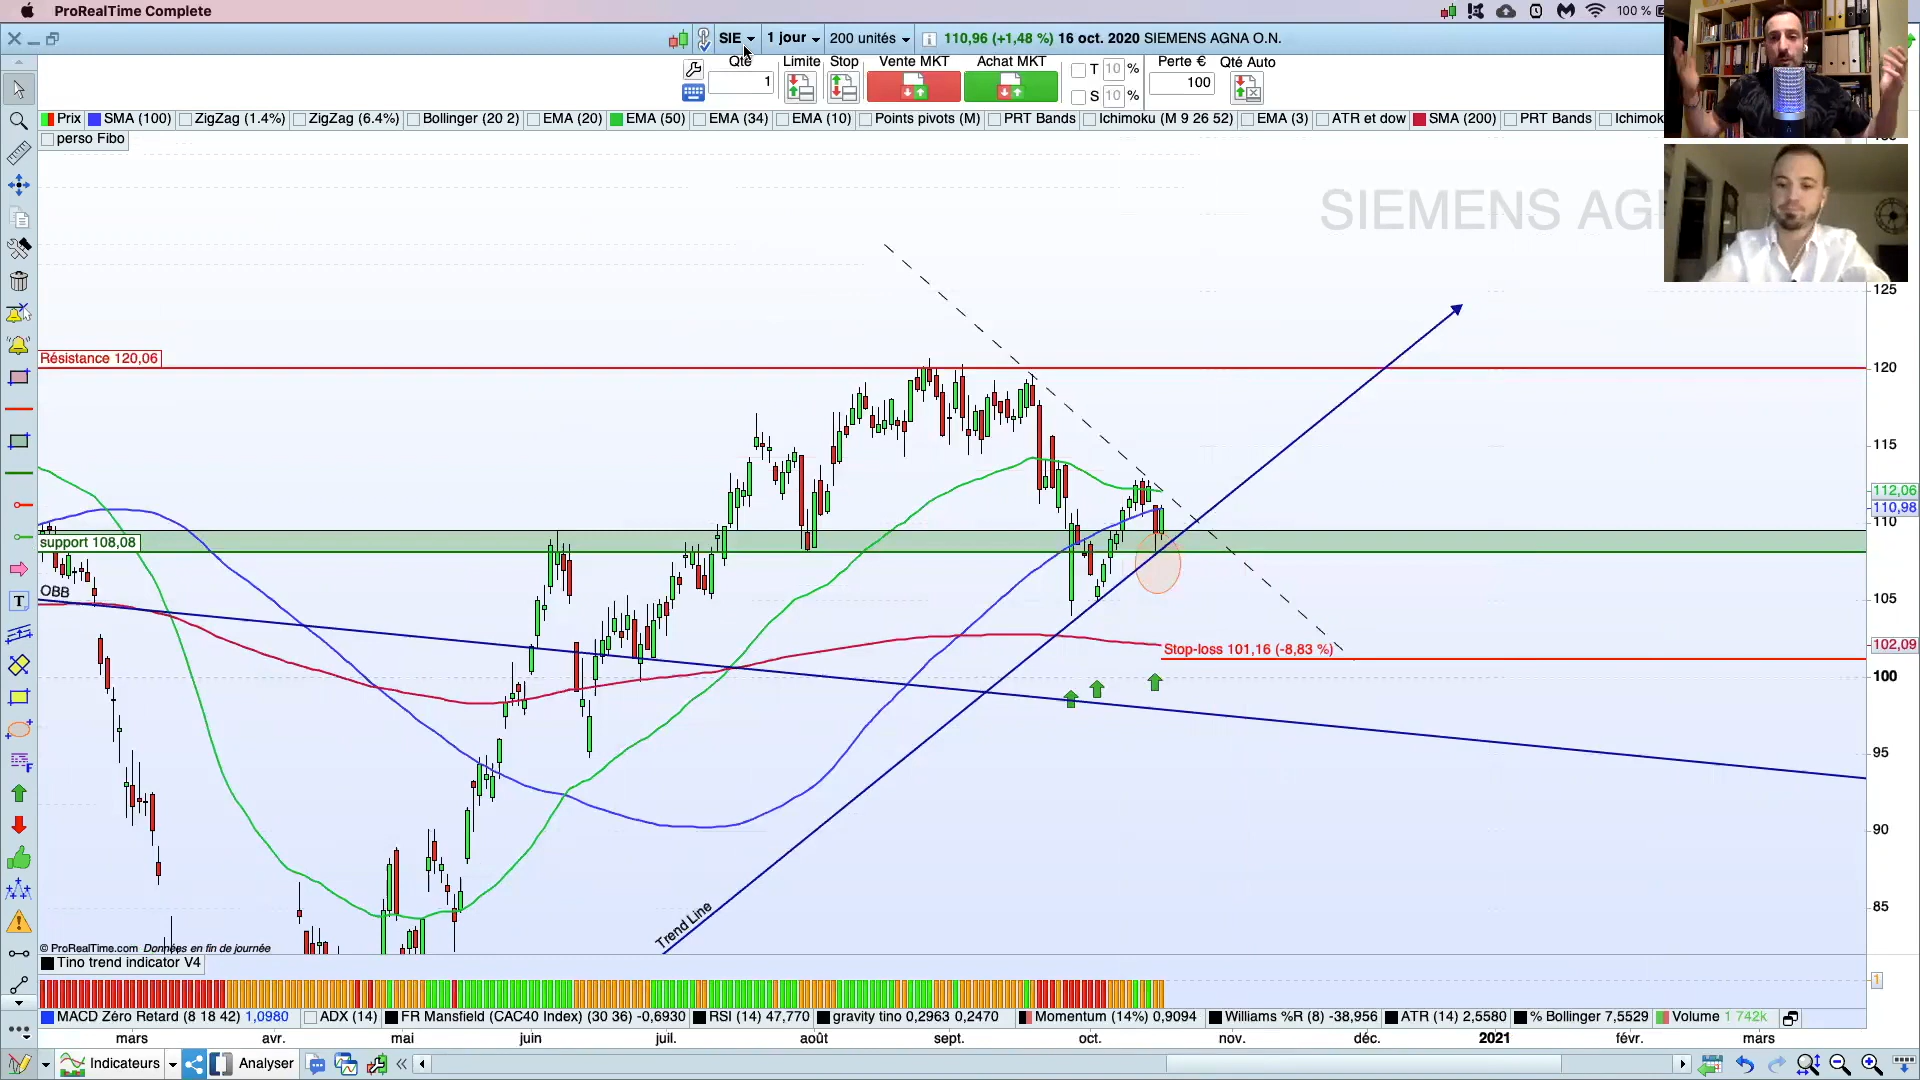 ProRealTime Complete
100 %
SIE 1 jour 200 unités 110,96 (+1,48 %) 16 oct. 2020 SIEMENS AGNA O.N.
Qté Limite Stop Vente MKT Achat MKT T 10 % Perte € Qté Auto
1 S 10 % 100
Prix SMA (100) ZigZag (1.4%) ZigZag (6.4%) Bollinger (20 2) EMA (20) EMA (50) EMA (34) EMA (10) Points pivots (M) PRT Bands Ichimoku (M 9 26 52) EMA (3) ATR et dow SMA (200) PRT Bands Ichimok
perso Fibo
SIEMENS AG
125
Résistance 120,06
120
115
112,06
110,98
110
support 108,08
OBB
105
Stop-loss 101,16 (-8,83 %)
102,09
100
95
90
85
Trend Line
© ProRealTime.com Données en fin de journée
Tino trend indicator V4
1
MACD Zéro Retard (8 18 42) 1,0980 ADX (14) FR Mansfield (CAC40 Index) (30 36) -0,6930 RSI (14) 47,770 gravity tino 0,2963 0,2470 Momentum (14%) 0,9094 Williams %R (8) -38,956 ATR (14) 2,5580 % Bollinger 7,5529 Volume 1 742k
mars avr. mai juin juil. août sept. oct. nov. déc. 2021 févr. mars
Indicateurs Analyser